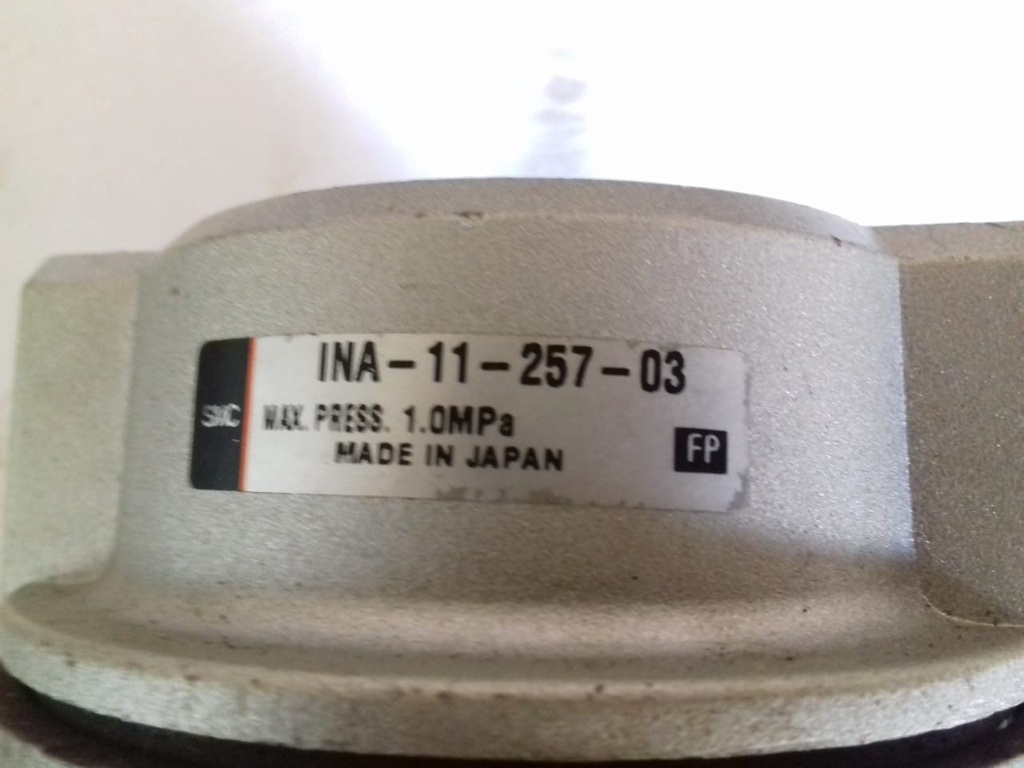 INA-11-257-03
SMC
MAX. PRESS. 1.0MPa
FP
MADE IN JAPAN